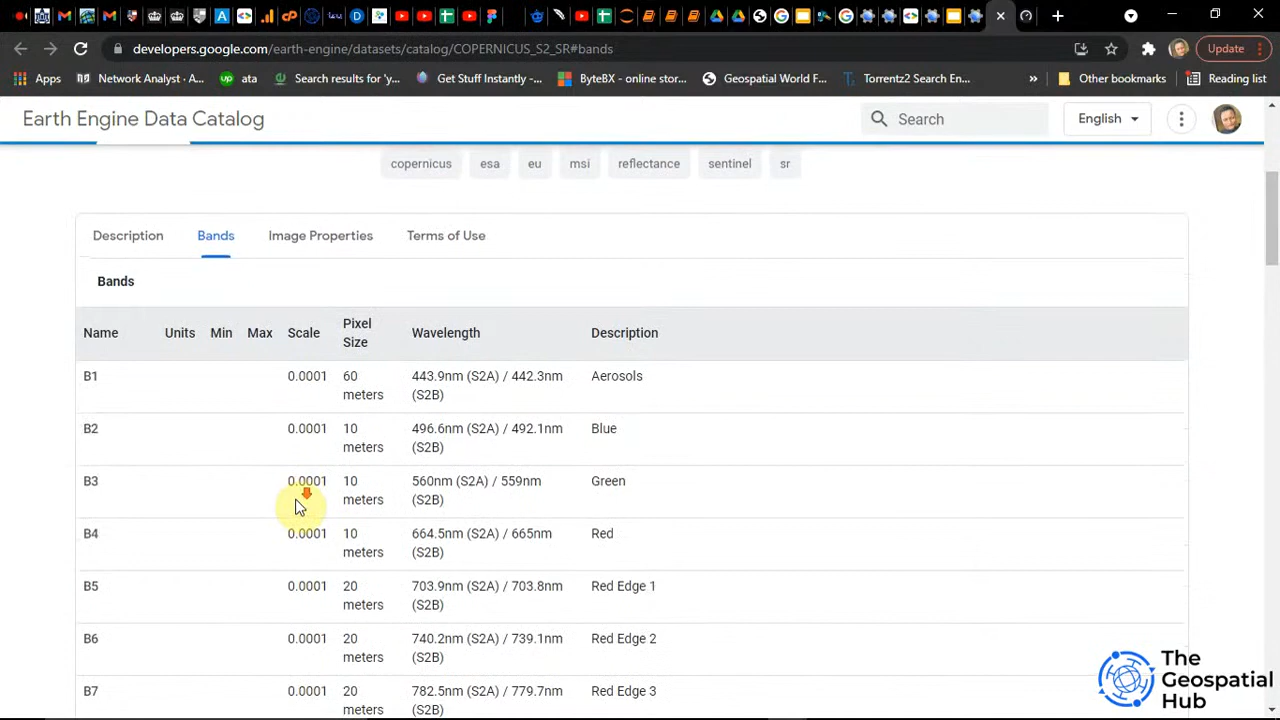 developers.google.com/earth-engine/datasets/catalog/COPERNICUS_S2_SR#bands
Update
Apps
Network Analyst - A...
ata
Search results for 'y...
Get Stuff Instantly -...
ByteBX - online stor...
Geospatial World F...
Torrentz2 Search En...
»
Other bookmarks
Reading list
Earth Engine Data Catalog
Search
English
copernicus esa eu msi reflectance sentinel sr
Description Bands Image Properties Terms of Use
Bands
Name Units Min Max Scale Pixel Size Wavelength Description
B1 0.0001 60 meters 443.9nm (S2A) / 442.3nm (S2B) Aerosols
B2 0.0001 10 meters 496.6nm (S2A) / 492.1nm (S2B) Blue
B3 0.0001 10 meters 560nm (S2A) / 559nm (S2B) Green
B4 0.0001 10 meters 664.5nm (S2A) / 665nm (S2B) Red
B5 0.0001 20 meters 703.9nm (S2A) / 703.8nm (S2B) Red Edge 1
B6 0.0001 20 meters 740.2nm (S2A) / 739.1nm (S2B) Red Edge 2
B7 0.0001 20 meters 782.5nm (S2A) / 779.7nm (S2B) Red Edge 3
The
Geospatial
Hub